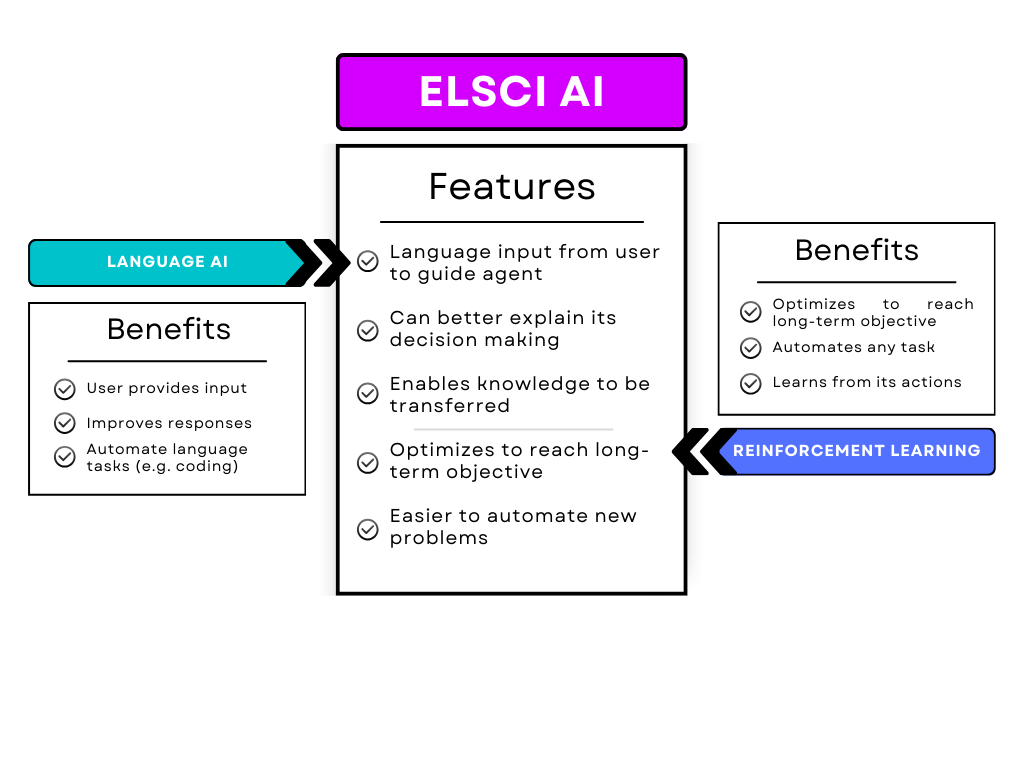 ELSCI AI
Features
Language input from user
to guide agent
Can better explain its
decision making
Enables knowledge to be
transferred
Optimizes to reach long-
term objective
Easier to automate new
problems
LANGUAGE AI
Benefits
User provides input
Improves responses
Automate language
tasks (e.g. coding)
Benefits
Optimizes to reach
long-term objective
Automates any task
Learns from its actions
REINFORCEMENT LEARNING